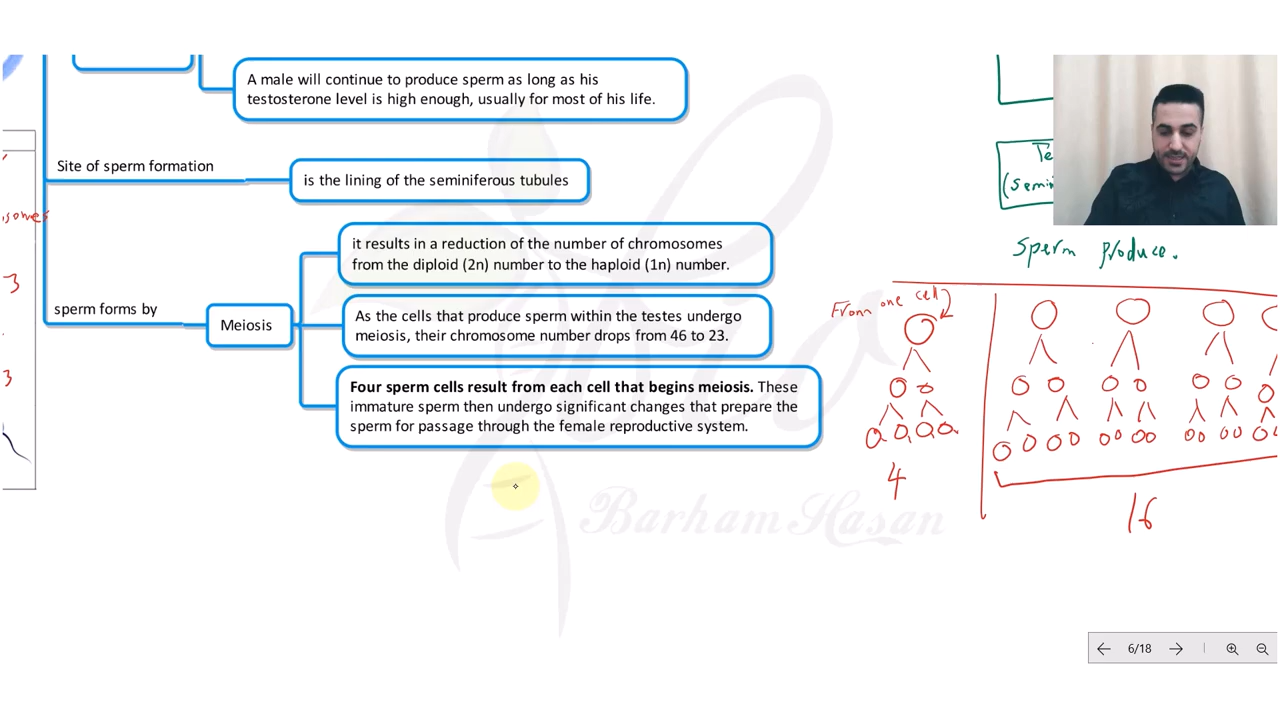 A male will continue to produce sperm as long as his
testosterone level is high enough, usually for most of his life.
Site of sperm formation
is the lining of the seminiferous tubules
it results in a reduction of the number of chromosomes
from the diploid (2n) number to the haploid (1n) number.
sperm forms by
Meiosis
As the cells that produce sperm within the testes undergo
meiosis, their chromosome number drops from 46 to 23.
Four sperm cells result from each cell that begins meiosis. These
immature sperm then undergo significant changes that prepare the
sperm for passage through the female reproductive system.
Barham Hasan
3
3
Te
(semi
sperm produce.
From one cell
4
16
6/18